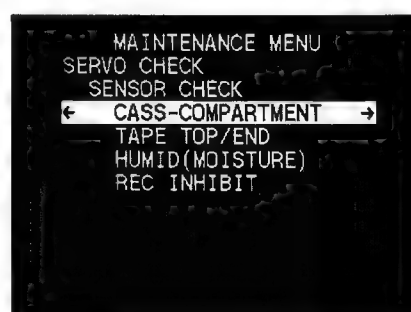 MAINTENANCE MENU
SERVO CHECK
SENSOR CHECK
← CASS-COMPARTMENT →
TAPE TOP/END
HUMID(MOISTURE)
REC INHIBIT